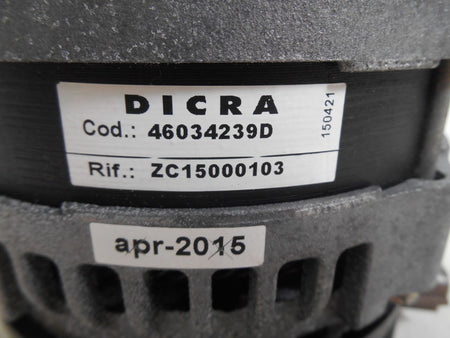 DICRA
Cod.: 46034239D
Rif.: ZC15000103
150421
apr-2015